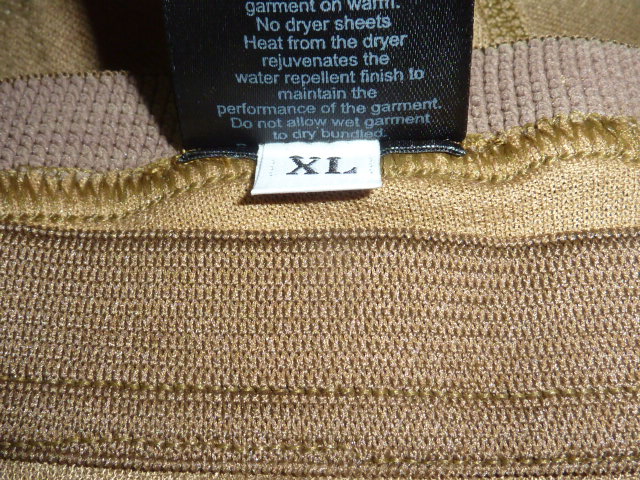 garment on warm.
No dryer sheets
Heat from the dryer
rejuvenates the
water repellent finish to
maintain the
performance of the garment.
Do not allow wet garment
to dry bundled.
XL